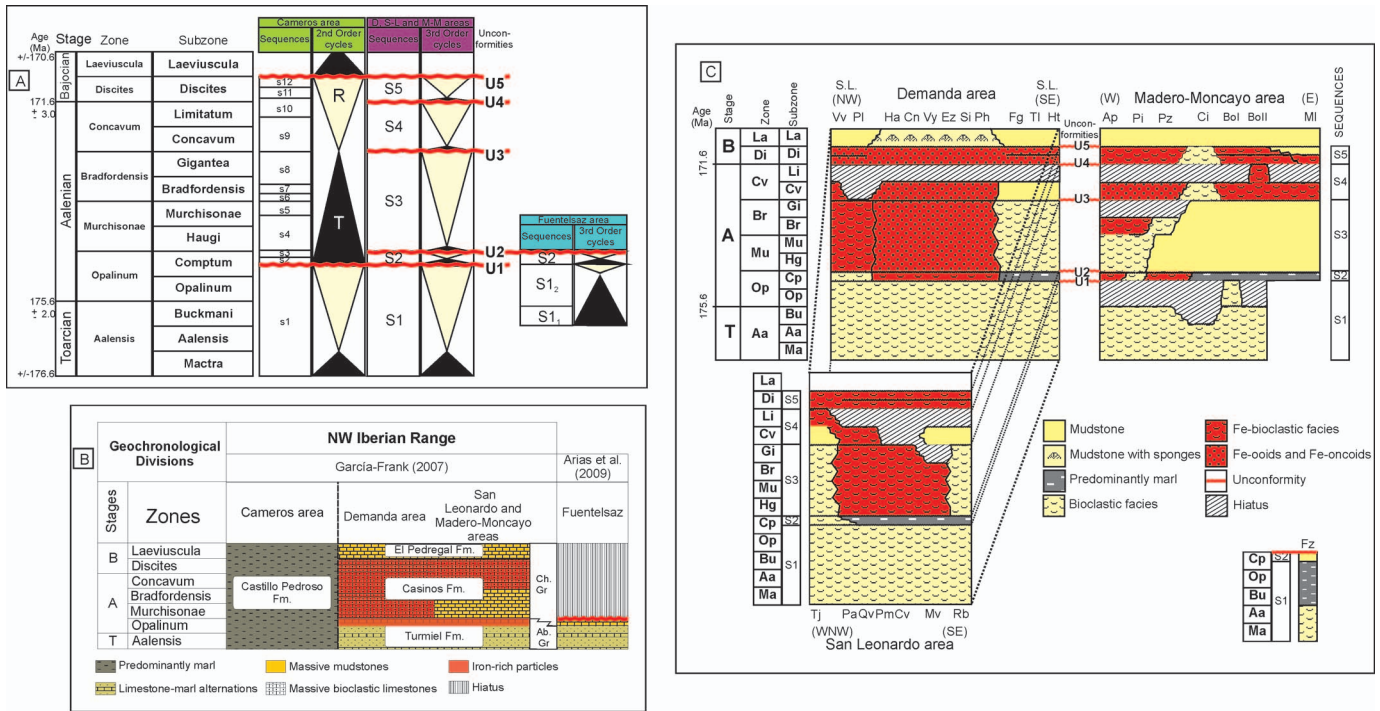 A
Age
(Ma)
Stage
Zone
Subzone
Cameros area
D, S-L and M-M areas
Sequences
2nd Order
cycles
Sequences
3rd Order
cycles
Uncon-
formities
+/-170.6
Bajocian
Laeviuscula
Laeviuscula
Discites
Discites
s12
s11
R
S5
U5
171.6
± 3.0
U4
Aalenian
Concavum
Limitatum
s10
Concavum
s9
S4
U3
Bradfordensis
Gigantea
s8
Bradfordensis
s7
s6
Murchisonae
Murchisonae
s5
T
S3
Haugi
s4
s3
s2
S2
U2
U1
Opalinum
Comptum
Opalinum
175.6
± 2.0
Toarcian
Aalensis
Buckmani
s1
S1
Aalensis
Mactra
+/-176.6
Fuentelsaz area
Sequences
3rd Order
cycles
S2
S1₂
S1₁
B
Geochronological
Divisions
NW Iberian Range
García-Frank (2007)
Arias et al.
(2009)
Stages
Zones
Cameros area
Demanda area
San
Leonardo and
Madero-Moncayo
areas
Fuentelsaz
B
Laeviuscula
Discites
A
Concavum
Bradfordensis
Murchisonae
Opalinum
T
Aalensis
Castillo Pedroso
Fm.
El Pedregal Fm.
Casinos Fm.
Turmiel Fm.
Ch.
Gr
Ab.
Gr
Predominantly marl
Massive mudstones
Iron-rich particles
Limestone-marl alternations
Massive bioclastic limestones
Hiatus
C
Age (Ma)
Stage
Zone
Subzone
S.L.
(NW)
Demanda area
S.L.
(SE)
Vv Pl Ha Cn Vy Ez Si Ph Fg Tl Ht
Uncon-
formities
(W)
Madero-Moncayo area
(E)
Ap Pi Pz Ci BoI BoII Ml
SEQUENCES
B
La
La
U5
Di
Di
S5
171.6
U4
A
Cv
Li
S4
Cv
U3
Br
Gi
Br
S3
Mu
Mu
Hg
U2
Op
Cp
S2
U1
Op
S1
175.6
T
Aa
Bu
Aa
Ma
La
Di
S5
Li
S4
Cv
Gi
Br
S3
Mu
Hg
Cp
S2
Op
Bu
S1
Aa
Ma
Tj PaQvPmCv Mv Rb
(WNW) (SE)
San Leonardo area
Mudstone
Mudstone with sponges
Predominantly marl
Bioclastic facies
Fe-bioclastic facies
Fe-ooids and Fe-oncoids
Unconformity
Hiatus
Fz
Cp
S2
Op
Bu
S1
Aa
Ma